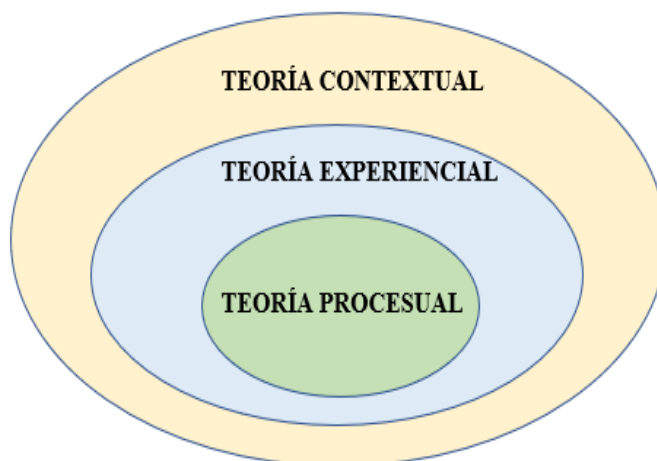 TEORÍA CONTEXTUAL
TEORÍA EXPERIENCIAL
TEORÍA PROCESUAL